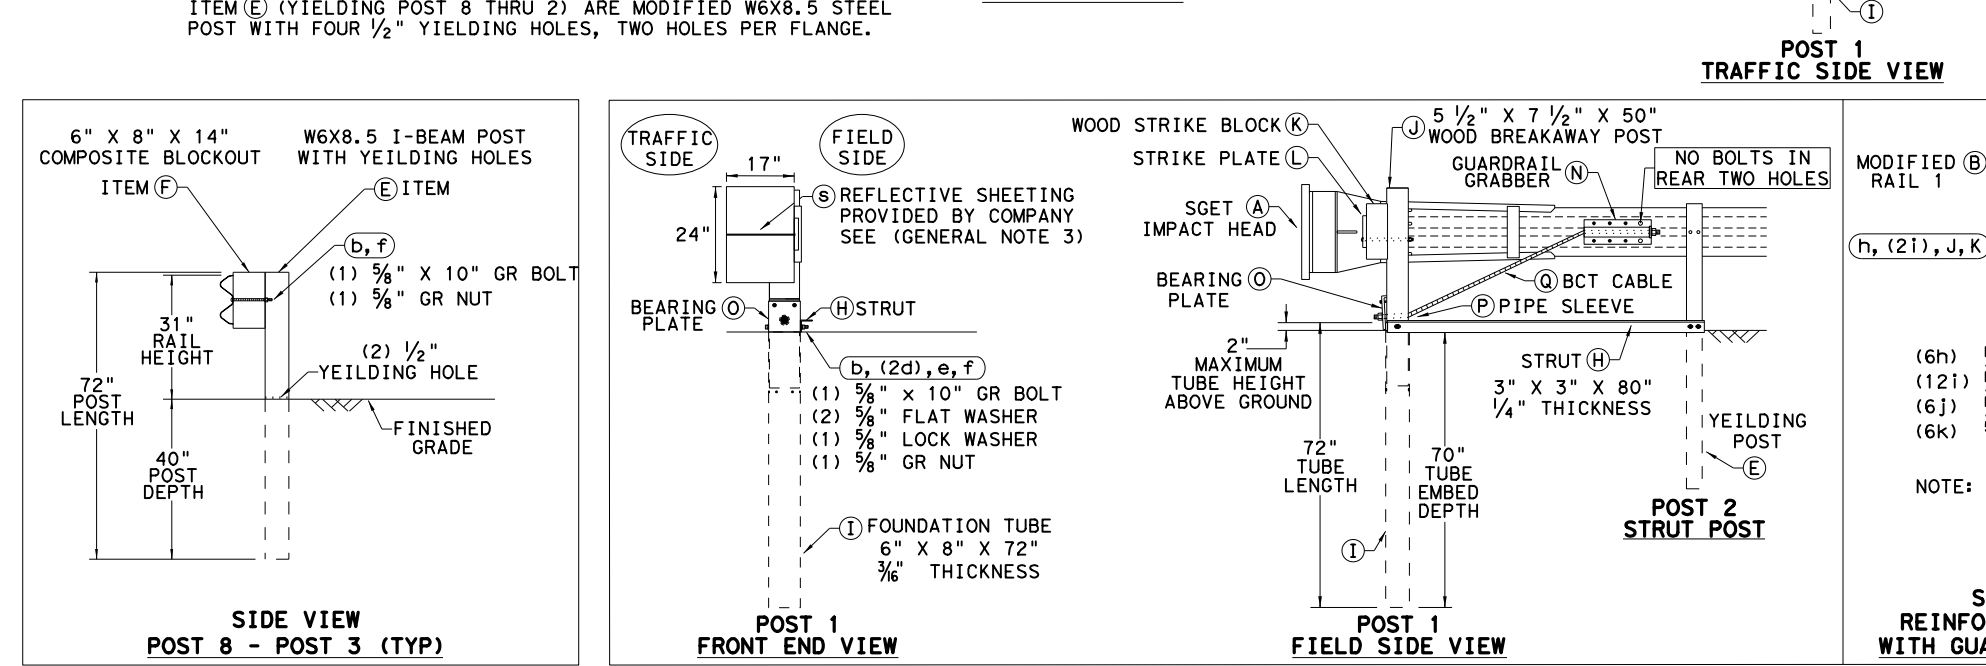 ITEM (E) (YIELDING POST 8 THRU 2) ARE MODIFIED W6X8.5 STEEL
POST WITH FOUR ½" YIELDING HOLES, TWO HOLES PER FLANGE.
I
POST 1
TRAFFIC SIDE VIEW
6" X 8" X 14"
COMPOSITE BLOCKOUT
ITEM F
W6X8.5 I-BEAM POST
WITH YEILDING HOLES
E ITEM
b, f
(1) ⅝" X 10" GR BOLT
(1) ⅝" GR NUT
31"
RAIL
HEIGHT
(2) ½"
YEILDING HOLE
72"
POST
LENGTH
40"
POST
DEPTH
FINISHED
GRADE
SIDE VIEW
POST 8 - POST 3 (TYP)
TRAFFIC
SIDE
FIELD
SIDE
17"
24"
S REFLECTIVE SHEETING
PROVIDED BY COMPANY
SEE (GENERAL NOTE 3)
BEARING O
PLATE
H STRUT
b, (2d), e, f
(1) ⅝" x 10" GR BOLT
(2) ⅝" FLAT WASHER
(1) ⅝" LOCK WASHER
(1) ⅝" GR NUT
I FOUNDATION TUBE
6" X 8" X 72"
3/16" THICKNESS
POST 1
FRONT END VIEW
WOOD STRIKE BLOCK K
STRIKE PLATE L
J 5 ½" X 7 ½" X 50"
WOOD BREAKAWAY POST
GUARDRAIL
GRABBER N
NO BOLTS IN
REAR TWO HOLES
SGET A
IMPACT HEAD
BEARING O
PLATE
Q BCT CABLE
P PIPE SLEEVE
2"
MAXIMUM
TUBE HEIGHT
ABOVE GROUND
STRUT H
3" X 3" X 80"
¼" THICKNESS
72"
TUBE
LENGTH
70"
TUBE
EMBED
DEPTH
YEILDING
POST
E
I
POST 2
STRUT POST
POST 1
FIELD SIDE VIEW
MODIFIED B
RAIL 1
h, (2i), J, K
(6h)
(12i)
(6j)
(6k)
NOTE:
WITH